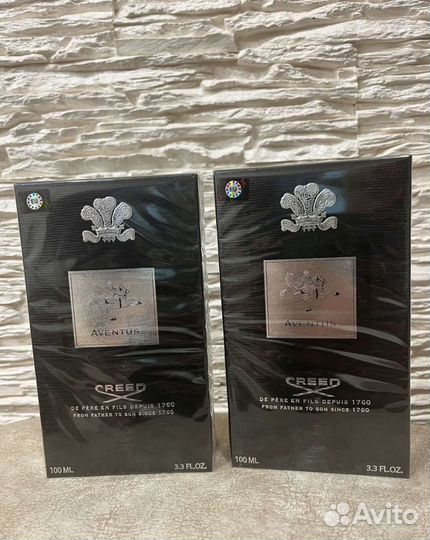 AVENTUS
CREED
DE PÈRE EN FILS DEPUIS 1760
FROM FATHER TO SON SINCE 1760
100 ML
3.3 FL.OZ.
AVENTUS
CREED
DE PÈRE EN FILS DEPUIS 1760
FROM FATHER TO SON SINCE 1760
100 ML
3.3 FL.OZ.
Avito